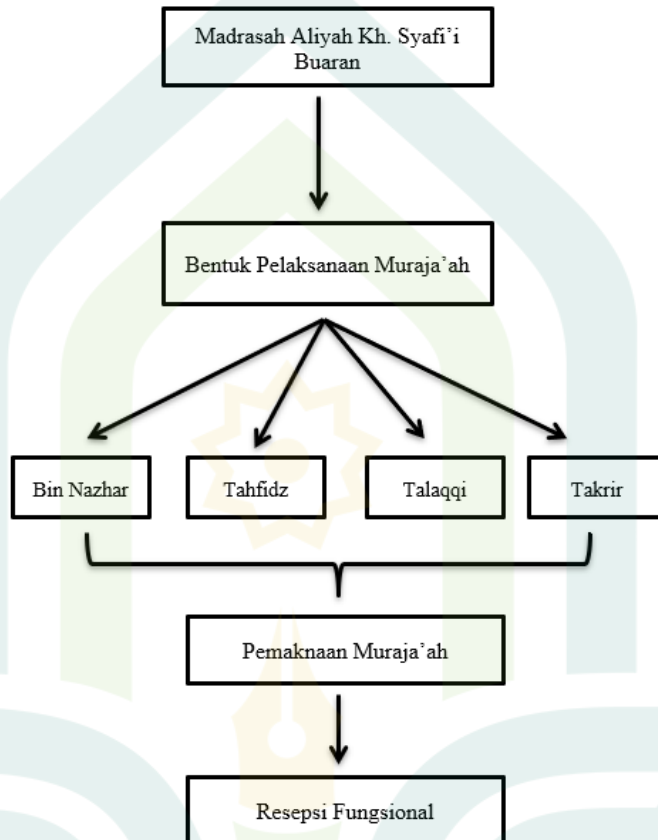 Madrasah Aliyah Kh. Syafi’i
Buaran
Bentuk Pelaksanaan Muraja’ah
Bin Nazhar
Tahfidz
Talaqqi
Takrir
Pemaknaan Muraja’ah
Resepsi Fungsional